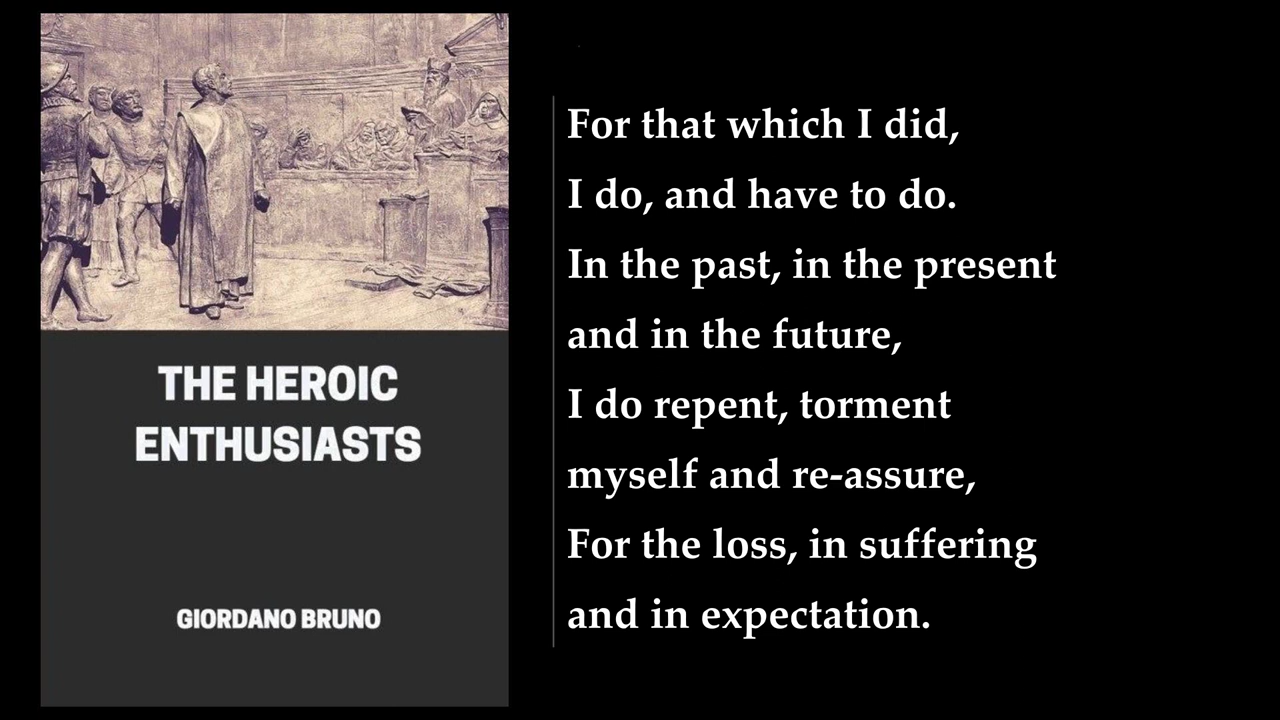 THE HEROIC
ENTHUSIASTS
GIORDANO BRUNO
For that which I did,
I do, and have to do.
In the past, in the present
and in the future,
I do repent, torment
myself and re-assure,
For the loss, in suffering
and in expectation.